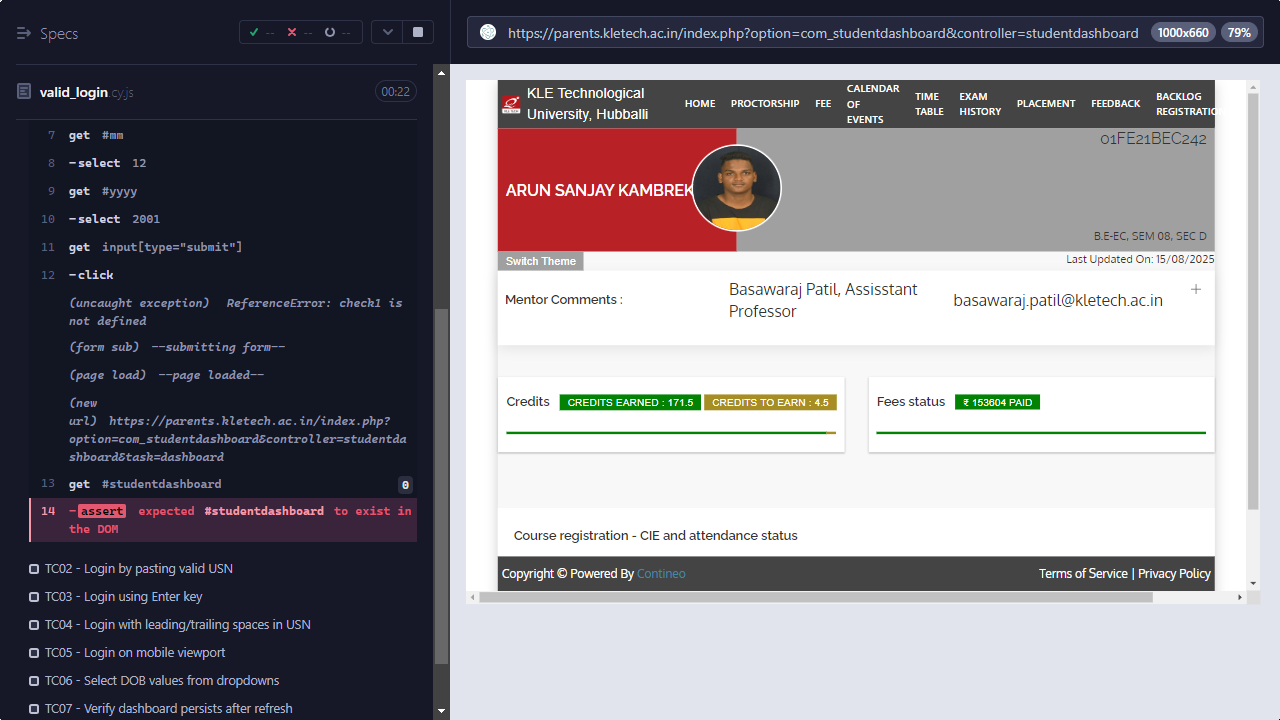 Specs
-- -- --
valid_login.cy.js
00:22
7 get #mm
8 -select 12
9 get #yyyy
10 -select 2001
11 get input[type="submit"]
12 -click
(uncaught exception) ReferenceError: check1 is
not defined
(form sub) --submitting form--
(page load) --page loaded--
(new
url) https://parents.kletech.ac.in/index.php?
option=com_studentdashboard&controller=studentda
shboard&task=dashboard
13 get #studentdashboard 0
14 -assert expected #studentdashboard to exist in
the DOM
TC02 - Login by pasting valid USN
TC03 - Login using Enter key
TC04 - Login with leading/trailing spaces in USN
TC05 - Login on mobile viewport
TC06 - Select DOB values from dropdowns
TC07 - Verify dashboard persists after refresh
https://parents.kletech.ac.in/index.php?option=com_studentdashboard&controller=studentdashboard
1000x660
79%
KLE Technological
University, Hubballi
HOME
PROCTORSHIP
FEE
CALENDAR
OF
EVENTS
TIME
TABLE
EXAM
HISTORY
PLACEMENT
FEEDBACK
BACKLOG
REGISTRATIO
01FE21BEC242
ARUN SANJAY KAMBREK
B.E-EC, SEM 08, SEC D
Switch Theme
Last Updated On: 15/08/2025
Mentor Comments :
Basawaraj Patil, Assisstant
Professor
basawaraj.patil@kletech.ac.in
+
Credits CREDITS EARNED : 171.5 CREDITS TO EARN : 4.5
Fees status ₹ 153604 PAID
Course registration - CIE and attendance status
Copyright © Powered By Contineo
Terms of Service | Privacy Policy